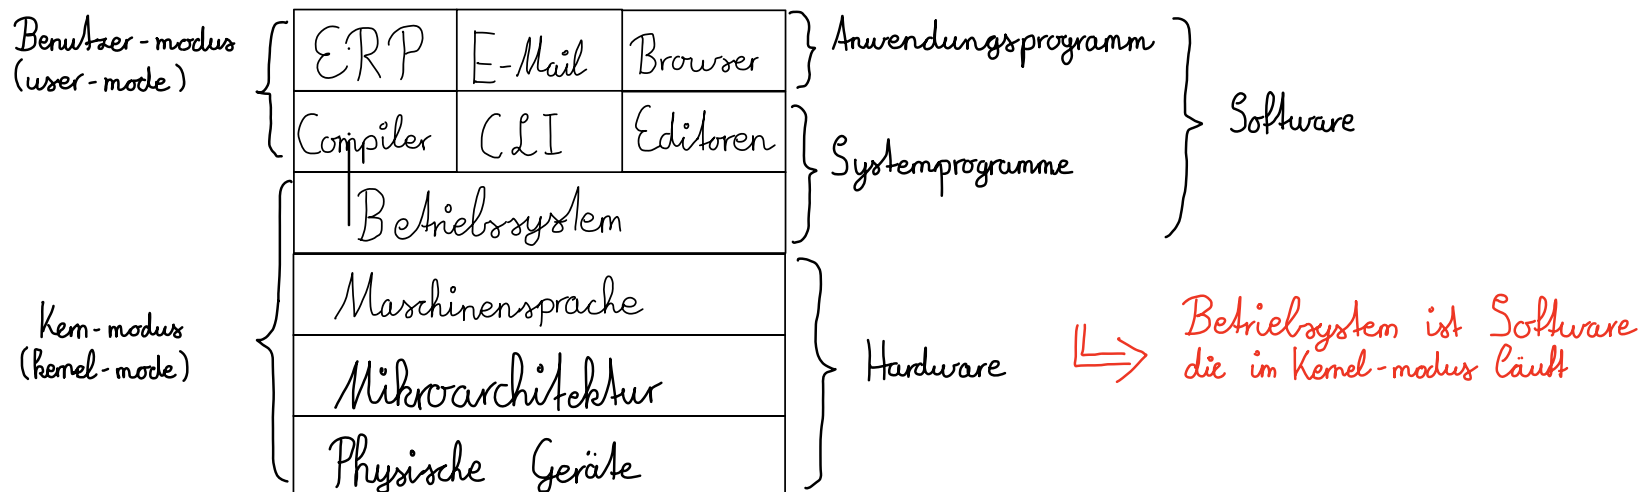 Benutzer-modus
(user-mode)
ERP
E-Mail
Browser
Anwendungsprogramm
Compiler
CLI
Editoren
Systemprogramme
Software
Betriebssystem
Kern-modus
(kernel-mode)
Maschinensprache
Mikroarchitektur
Physische Geräte
Hardware
Betriebsystem ist Software
die im Kernel-modus läuft